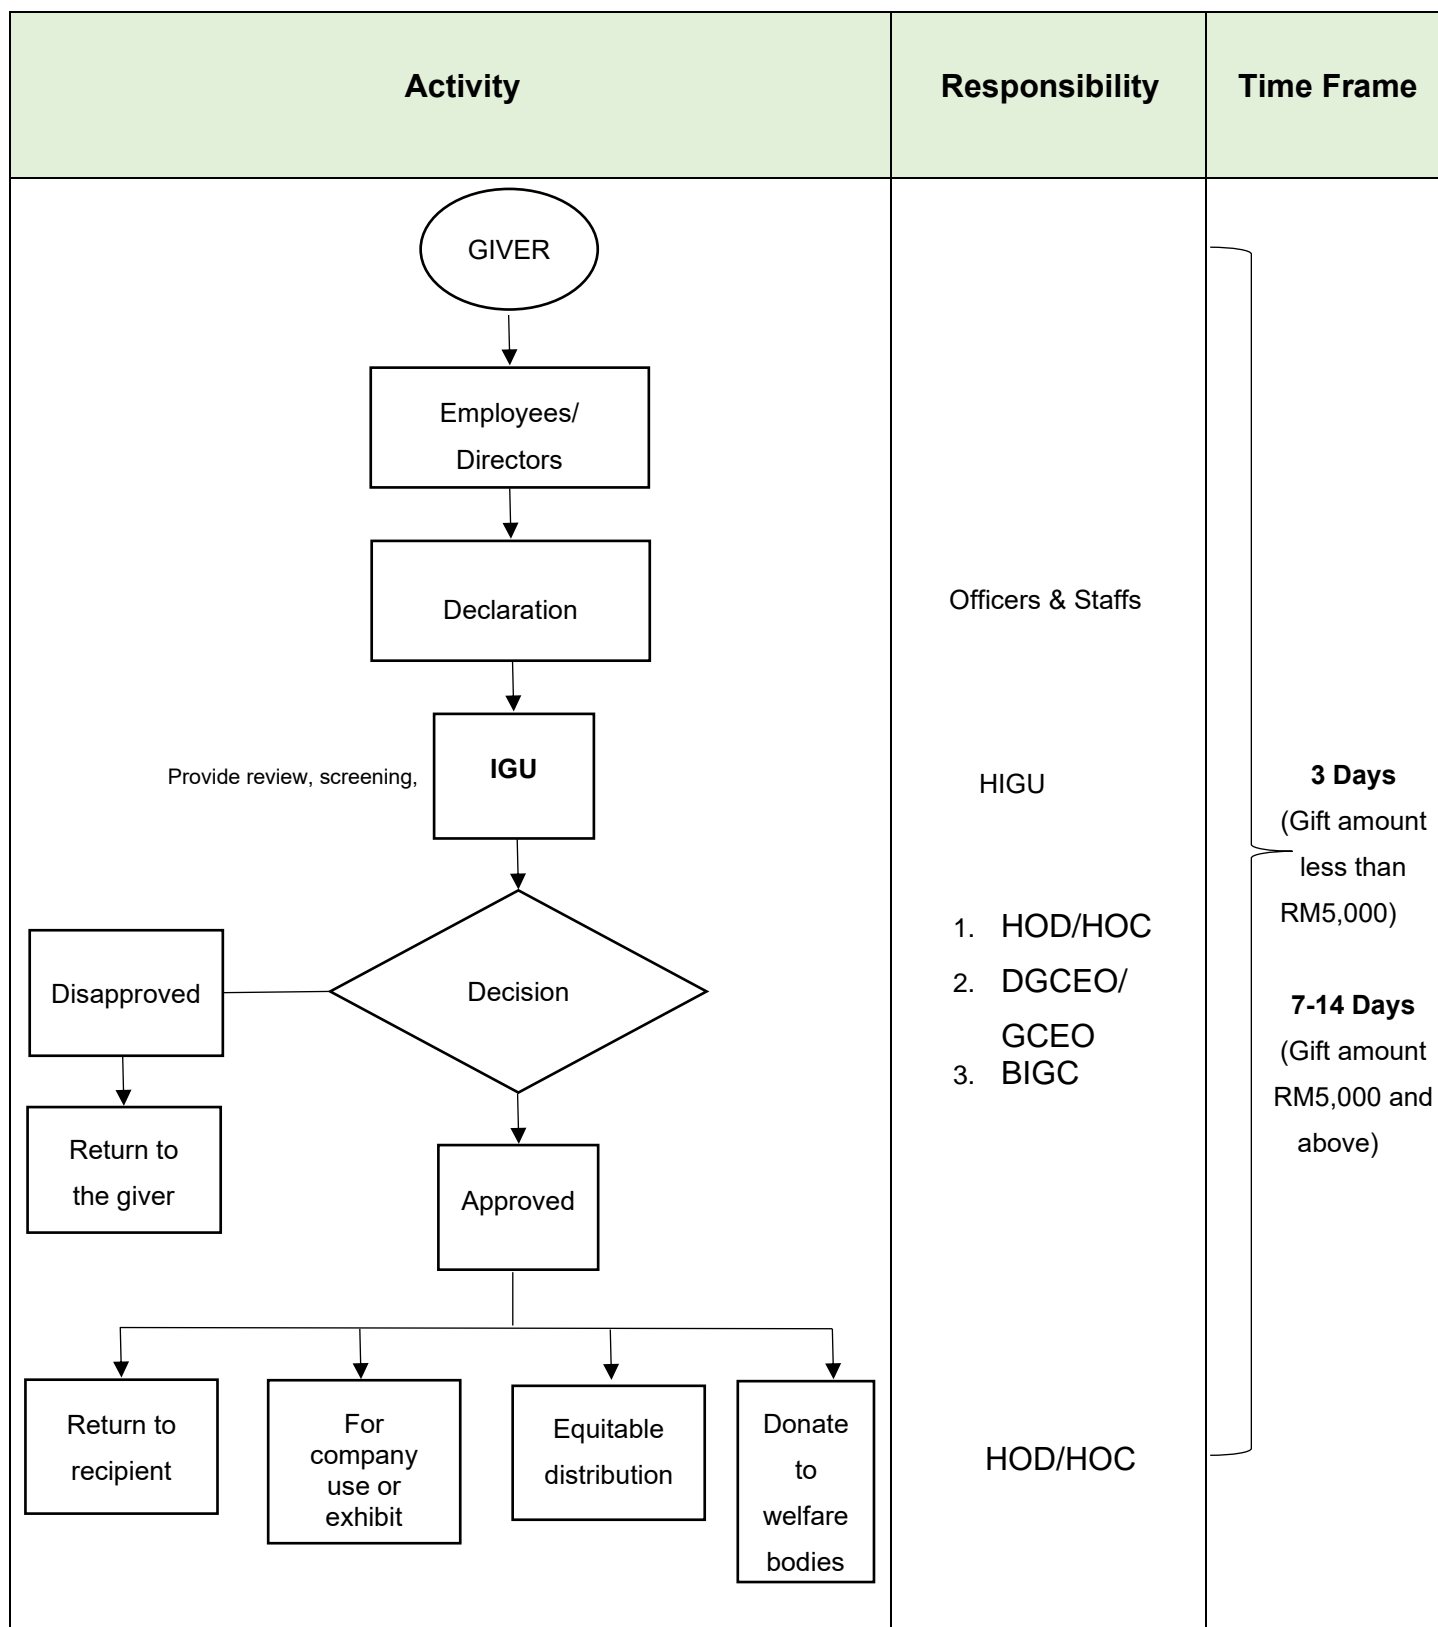 Activity
Responsibility
Time Frame
GIVER
Employees/
Directors
Declaration
Officers & Staffs
Provide review, screening,
IGU
HIGU
3 Days
(Gift amount
less than
RM5,000)
Disapproved
Decision
1. HOD/HOC
2. DGCEO/
GCEO
3. BIGC
7-14 Days
(Gift amount
RM5,000 and
above)
Return to
the giver
Approved
Return to
recipient
For
company
use or
exhibit
Equitable
distribution
Donate
to
welfare
bodies
HOD/HOC